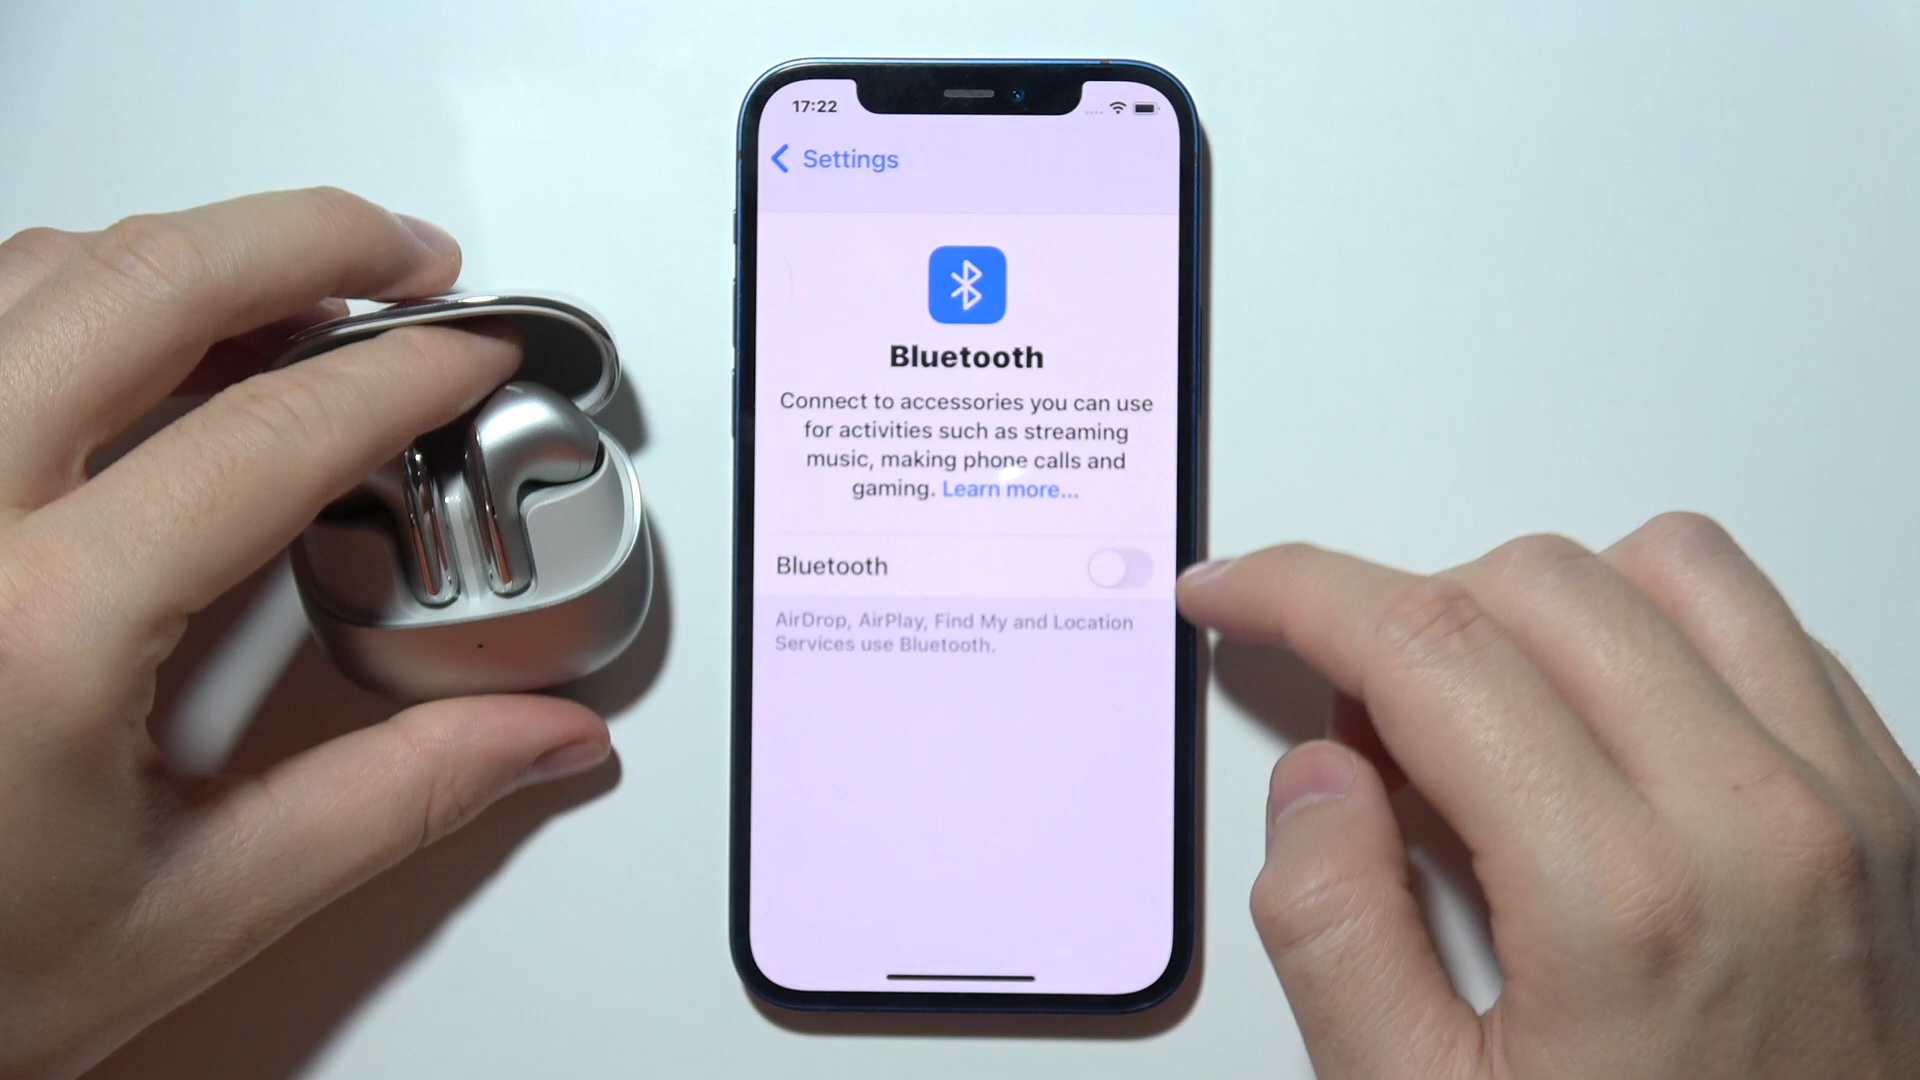 17:22
Settings
Bluetooth
Connect to accessories you can use
for activities such as streaming
music, making phone calls and
gaming. Learn more...
Bluetooth
AirDrop, AirPlay, Find My and Location
Services use Bluetooth.